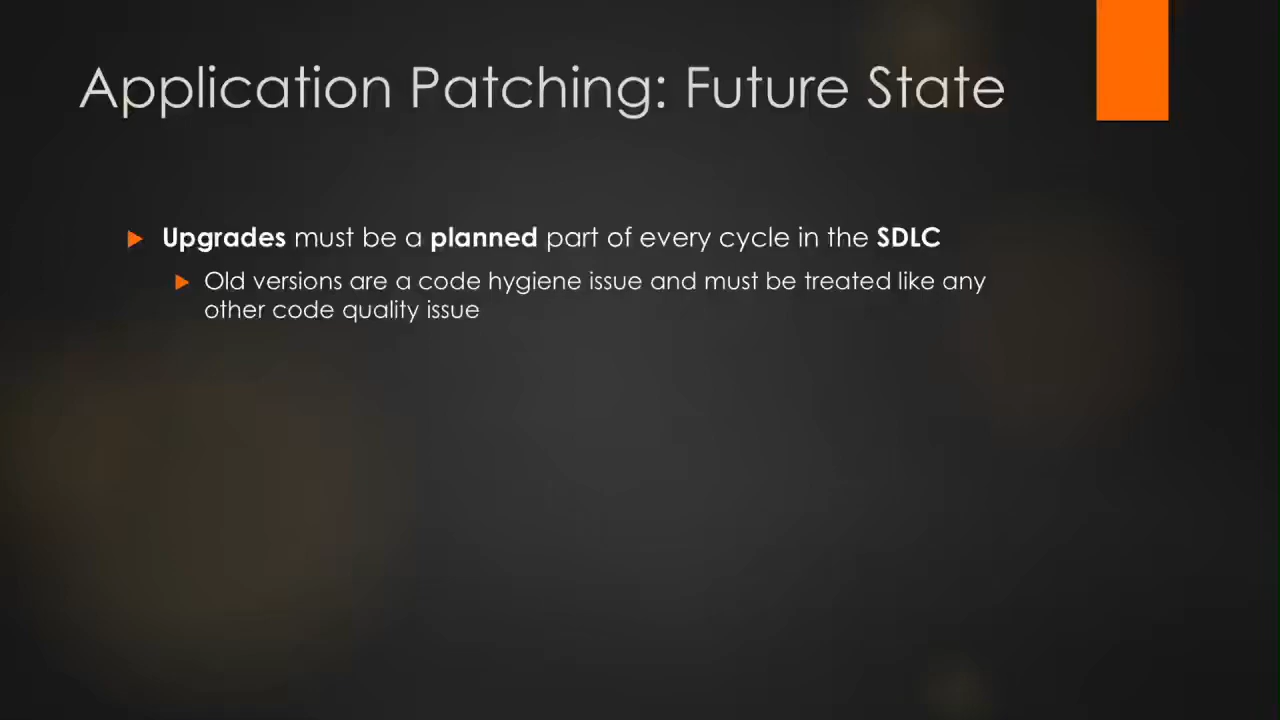 Application Patching: Future State
Upgrades must be a planned part of every cycle in the SDLC
Old versions are a code hygiene issue and must be treated like any
other code quality issue